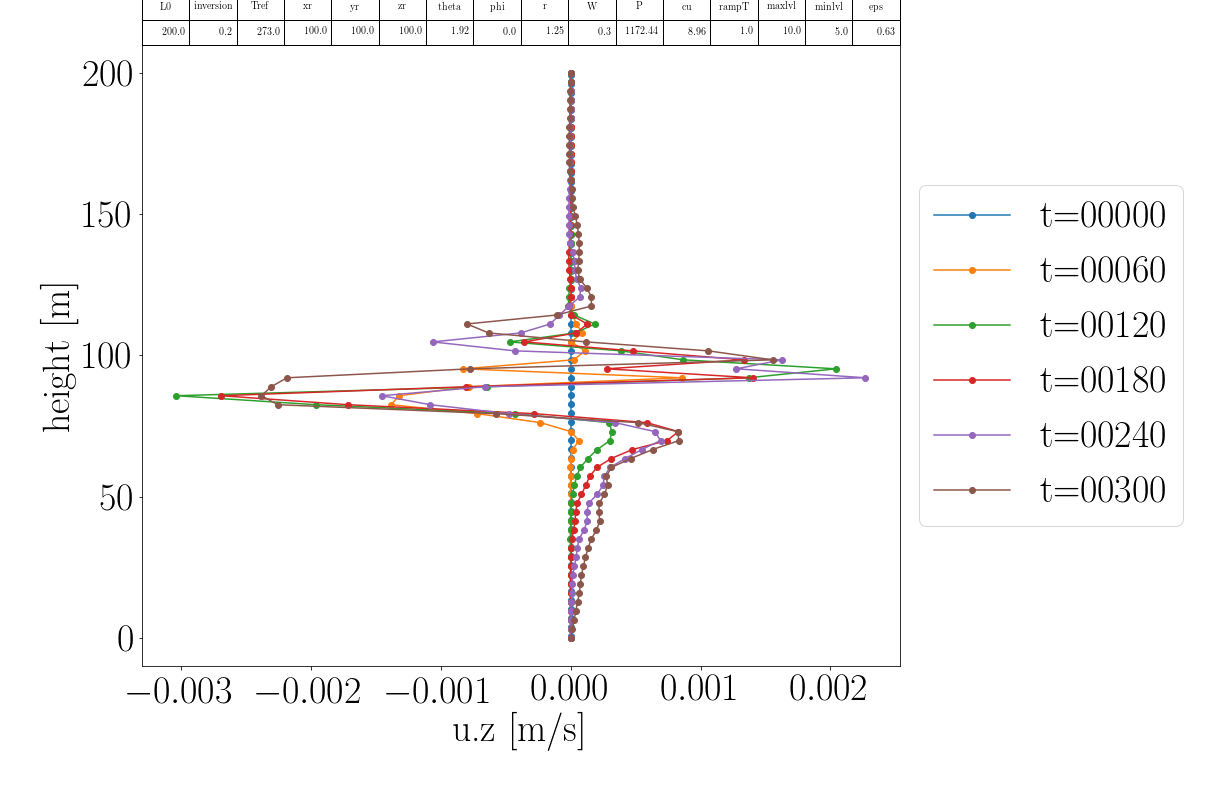 L0 inversion Tref xr yr zr theta phi r W P cu rampT maxlvl minlvl eps
200.0 0.2 273.0 100.0 100.0 100.0 1.92 0.0 1.25 0.3 1172.44 8.96 1.0 10.0 5.0 0.63
200
150
100
50
0
height [m]
−0.003 −0.002 −0.001 0.000 0.001 0.002
u.z [m/s]
t=00000
t=00060
t=00120
t=00180
t=00240
t=00300